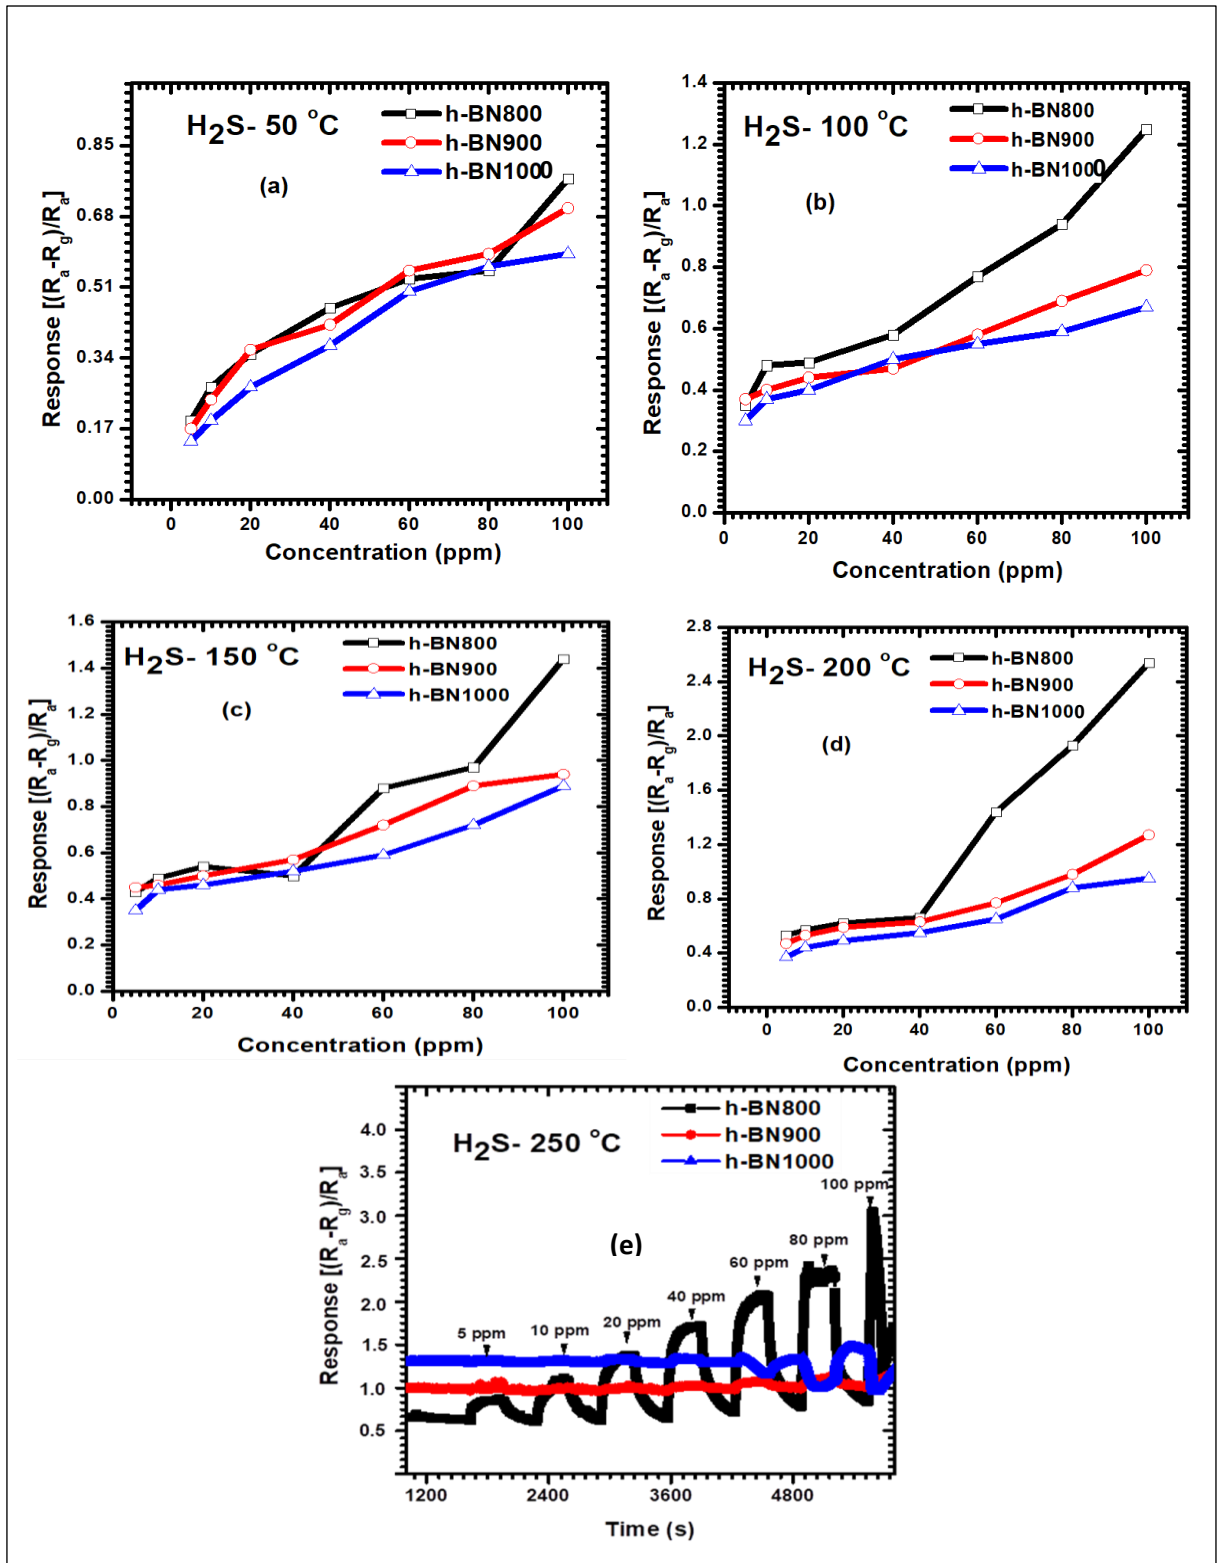 H2S- 50 °C
h-BN800
h-BN900
h-BN1000
(a)
Response [(Ra-Rg)/Ra]
0.85
0.68
0.51
0.34
0.17
0.00
0 20 40 60 80 100
Concentration (ppm)
H2S- 100 °C
h-BN800
h-BN900
h-BN1000
(b)
Response [(Ra-Rg)/Ra]
1.4
1.2
1.0
0.8
0.6
0.4
0.2
0.0
0 20 40 60 80 100
Concentration (ppm)
H2S- 150 °C
h-BN800
h-BN900
h-BN1000
(c)
Response [(Ra-Rg)/Ra]
1.6
1.4
1.2
1.0
0.8
0.6
0.4
0.2
0.0
0 20 40 60 80 100
Concentration (ppm)
H2S- 200 °C
h-BN800
h-BN900
h-BN1000
(d)
Response [(Ra-Rg)/Ra]
2.8
2.4
2.0
1.6
1.2
0.8
0.4
0.0
0 20 40 60 80 100
Concentration (ppm)
H2S- 250 °C
h-BN800
h-BN900
h-BN1000
(e)
Response [(Ra-Rg)/Ra]
4.0
3.5
3.0
2.5
2.0
1.5
1.0
0.5
5 ppm
10 ppm
20 ppm
40 ppm
60 ppm
80 ppm
100 ppm
1200 2400 3600 4800
Time (s)